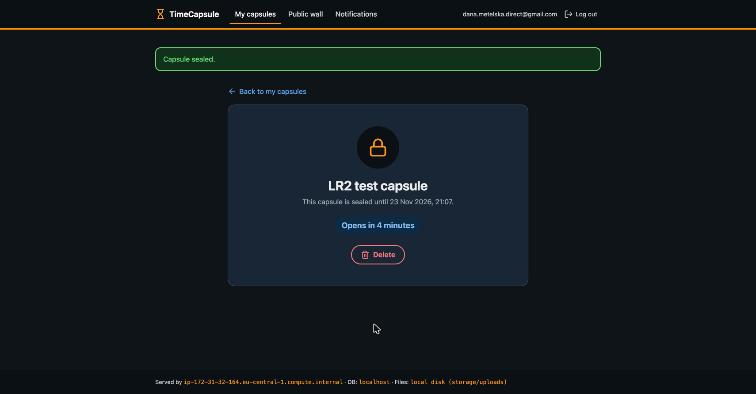 TimeCapsule My capsules Public wall Notifications dana.metelska.direct@gmail.com Log out
Capsule sealed.
Back to my capsules
LR2 test capsule
This capsule is sealed until 23 Nov 2026, 21:07.
Opens in 4 minutes
Delete
Served by ip-172-31-32-164.eu-central-1.compute.internal · DB: localhost · Files: local disk (storage/uploads)